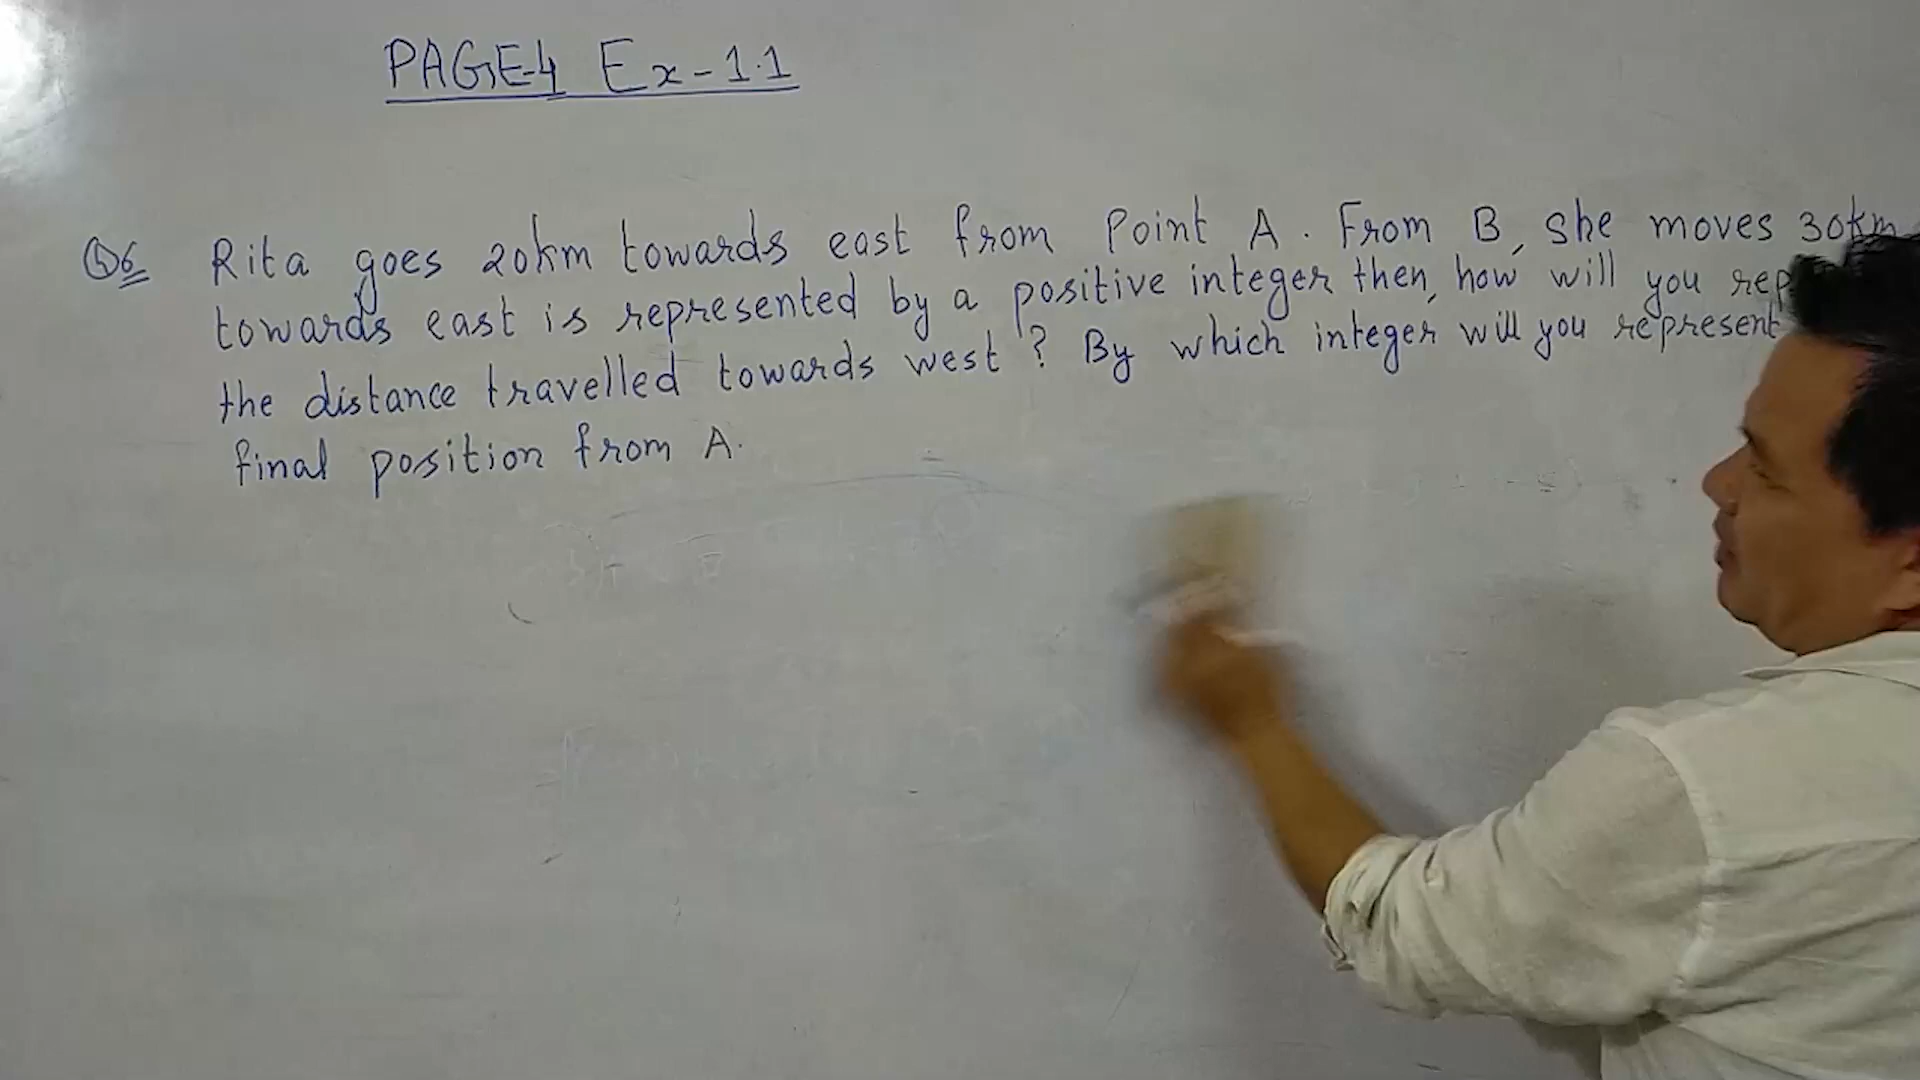 PAGE-4 Ex-1.1
Q6 Rita goes 20km towards east from Point A. From B, she moves 30km
towards east is represented by a positive integer then, how will you rep
the distance travelled towards west? By which integer will you represent
final position from A.